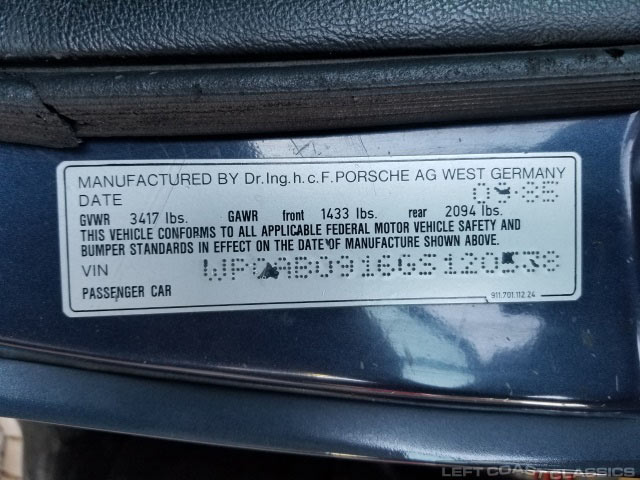 MANUFACTURED BY Dr.Ing.h.c.F.PORSCHE AG WEST GERMANY
DATE 09-85
GVWR 3417 lbs. GAWR front 1433 lbs. rear 2094 lbs.
THIS VEHICLE CONFORMS TO ALL APPLICABLE FEDERAL MOTOR VEHICLE SAFETY AND
BUMPER STANDARDS IN EFFECT ON THE DATE OF MANUFACTURE SHOWN ABOVE.
VIN WP0AB0916GS120538
PASSENGER CAR 911.701.112.24
LEFT COAST CLASSICS